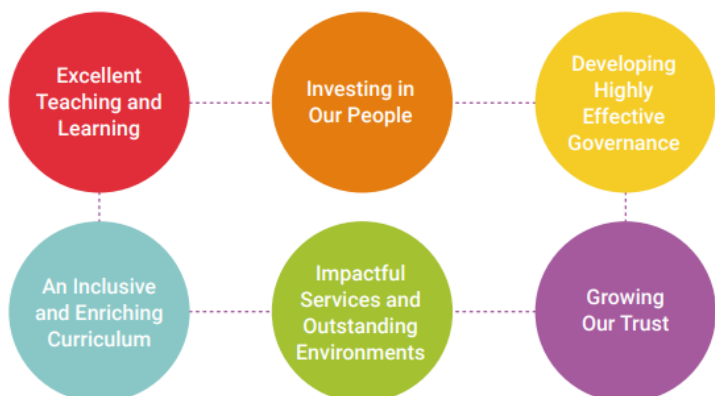 Excellent
Teaching and
Learning
Investing in
Our People
Developing
Highly
Effective
Governance
An Inclusive
and Enriching
Curriculum
Impactful
Services and
Outstanding
Environments
Growing
Our Trust